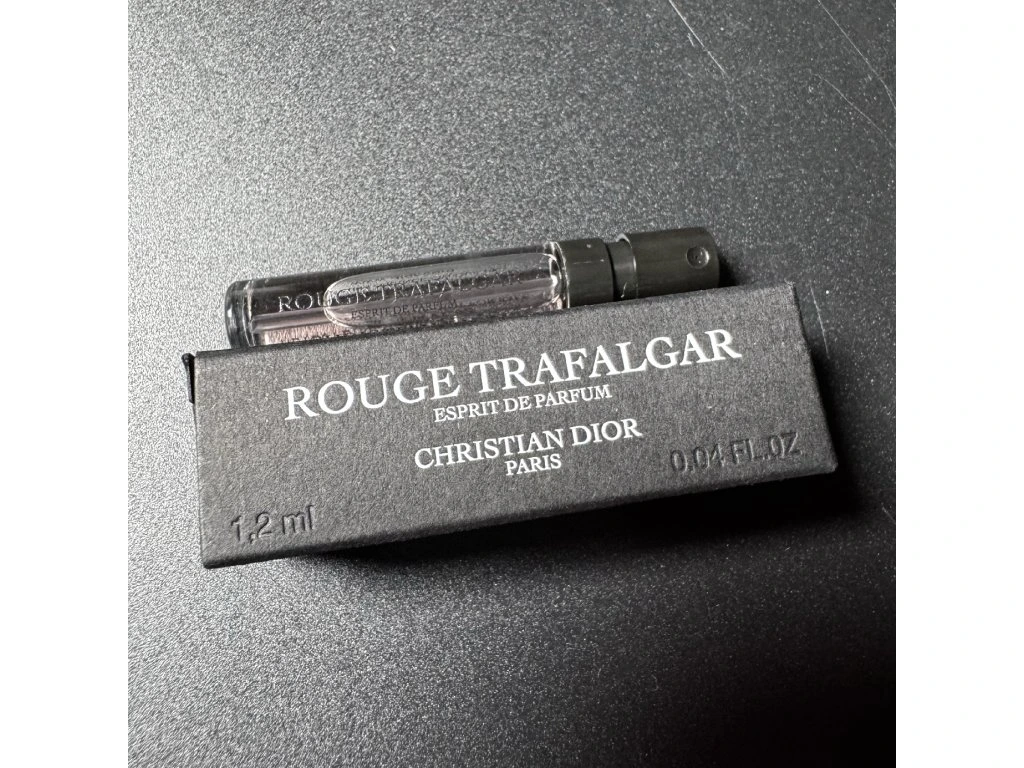 ROUGE TRAFALGAR
ESPRIT DE PARFUM
ROUGE TRAFALGAR
ESPRIT DE PARFUM
CHRISTIAN DIOR
PARIS
1,2 ml
0.04 FL.OZ